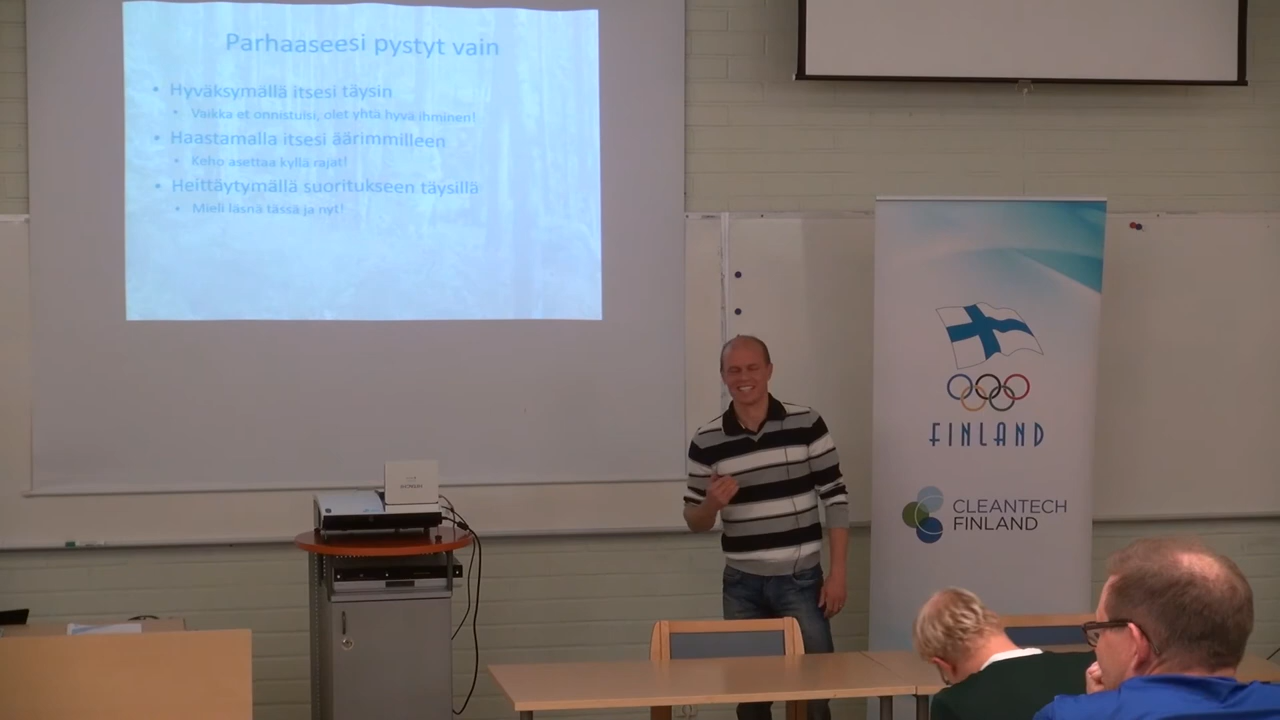 Parhaaseesi pystyt vain
• Hyväksymällä itsesi täysin
• Vaikka et onnistuisi, olet yhtä hyvä ihminen!
• Haastamalla itsesi äärimmilleen
• Keho asettaa kyllä rajat!
• Heittäytymällä suoritukseen täysillä
• Mieli läsnä tässä ja nyt!
FINLAND
CLEANTECH
FINLAND